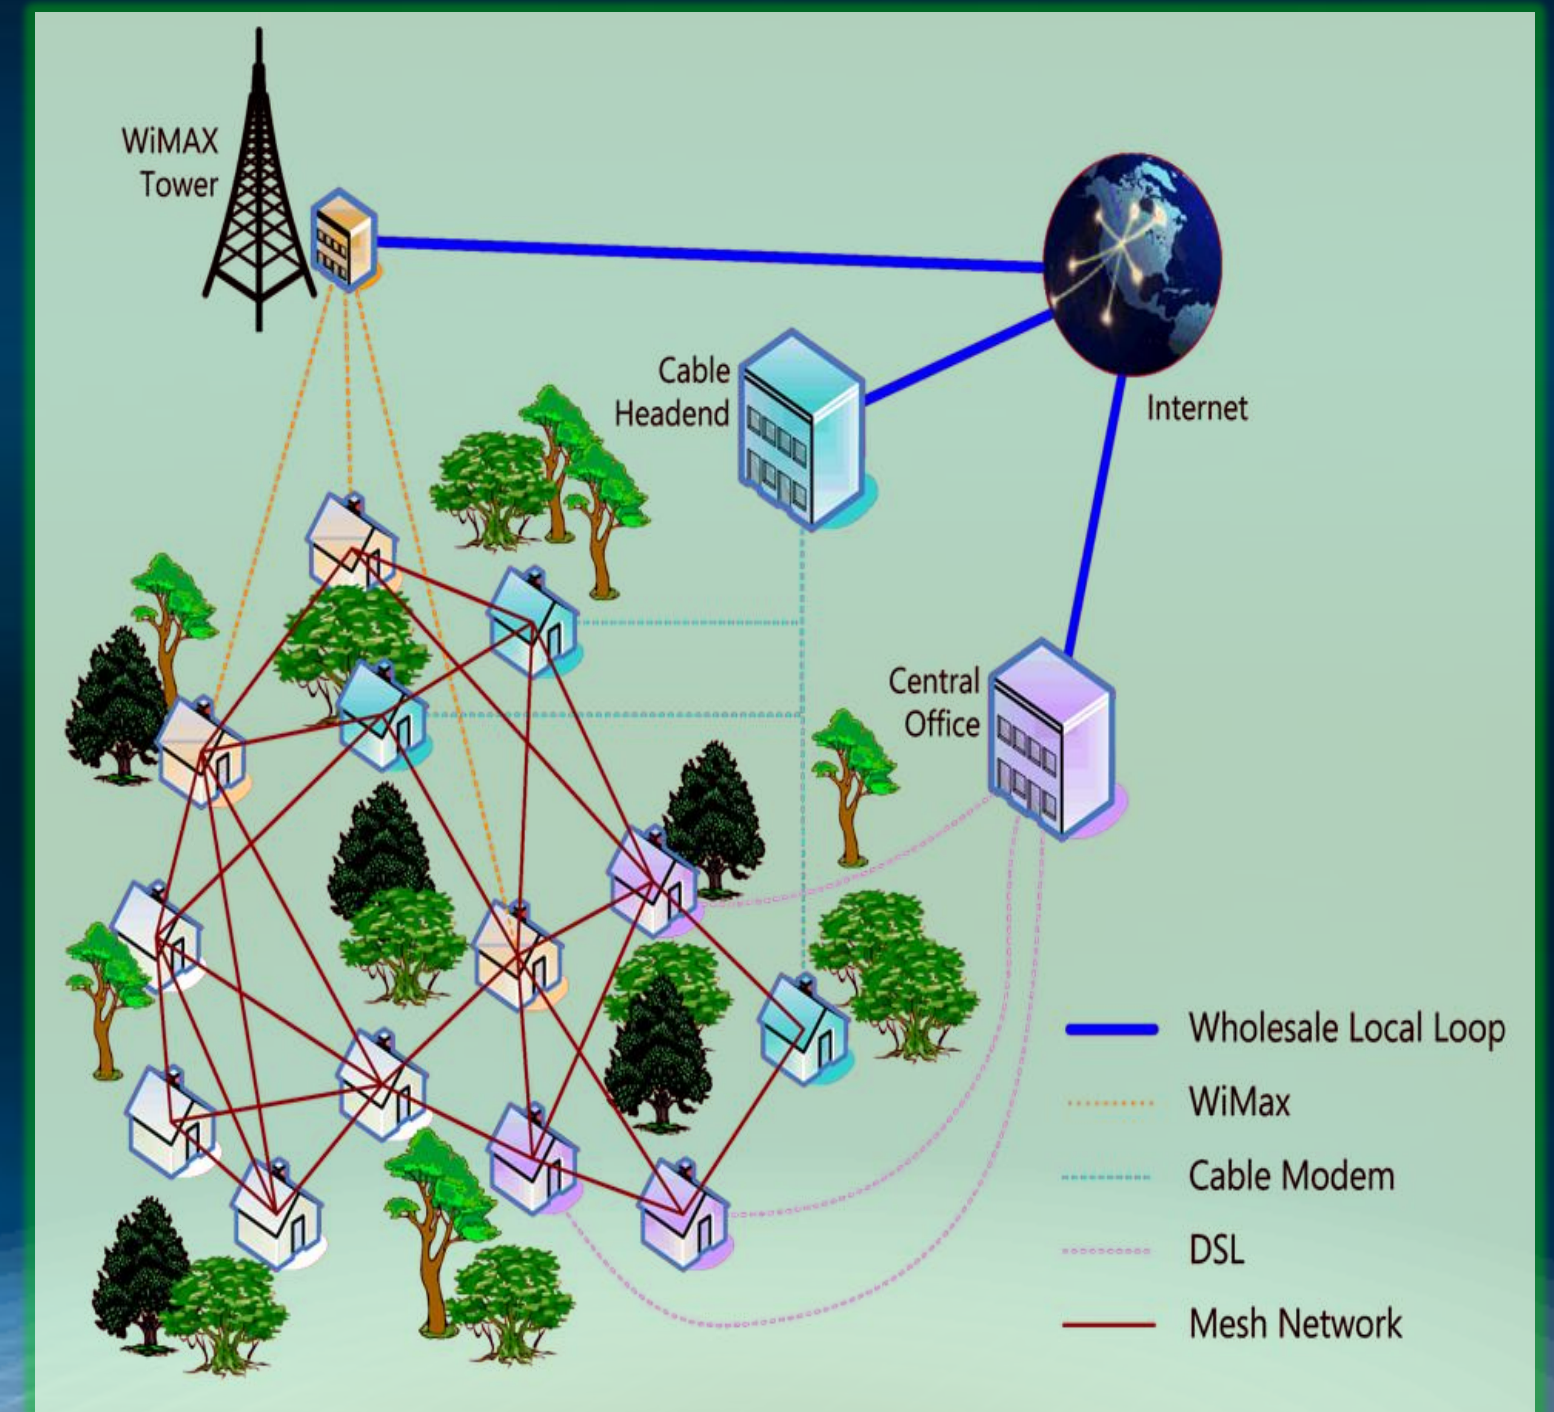 WiMAX
Tower
Cable
Headend
Internet
Central
Office
Wholesale Local Loop
WiMax
Cable Modem
DSL
Mesh Network